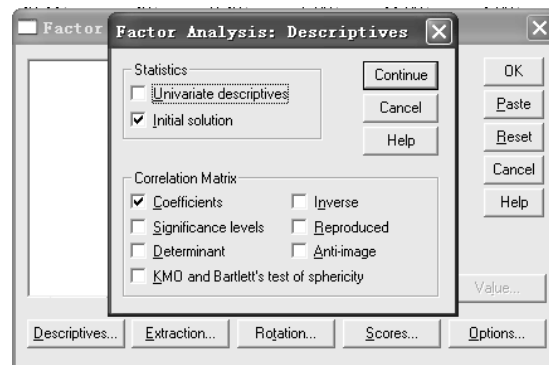 Factor
Factor Analysis: Descriptives
Statistics
Univariate descriptives
Initial solution
Continue
Cancel
Help
Correlation Matrix
Coefficients
Inverse
Significance levels
Reproduced
Determinant
Anti-image
KMO and Bartlett's test of sphericity
OK
Paste
Reset
Cancel
Help
Value...
Descriptives...
Extraction...
Rotation...
Scores...
Options...